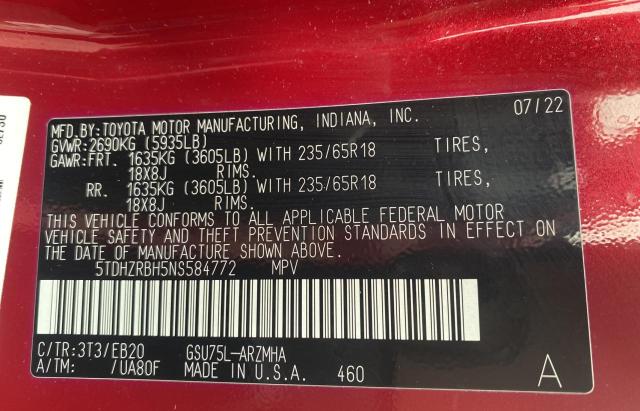 MFD.BY:TOYOTA MOTOR MANUFACTURING, INDIANA, INC. 07/22
GVWR:2690KG (5935LB)
GAWR:FRT. 1635KG (3605LB) WITH 235/65R18 TIRES,
18X8J RIMS.
RR. 1635KG (3605LB) WITH 235/65R18 TIRES,
18X8J RIMS.
THIS VEHICLE CONFORMS TO ALL APPLICABLE FEDERAL MOTOR
VEHICLE SAFETY AND THEFT PREVENTION STANDARDS IN EFFECT ON
THE DATE OF MANUFACTURE SHOWN ABOVE.
5TDHZRBH5NS584772 MPV
C/TR:3T3/EB20 GSU75L-ARZMHA
A/TM: /UA80F MADE IN U.S.A. 460 A